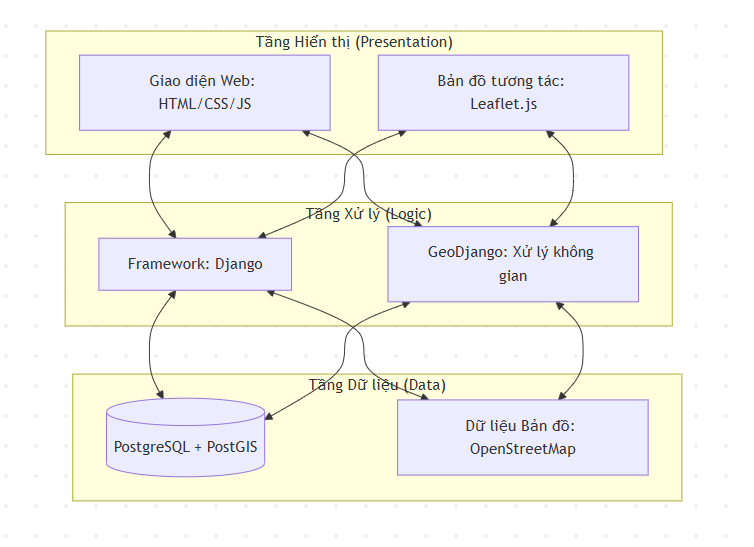 Tầng Hiển thị (Presentation)
Giao diện Web:
HTML/CSS/JS
Bản đồ tương tác:
Leaflet.js
Tầng Xử lý (Logic)
Framework: Django
GeoDjango: Xử lý không
gian
Tầng Dữ liệu (Data)
PostgreSQL + PostGIS
Dữ liệu Bản đồ:
OpenStreetMap